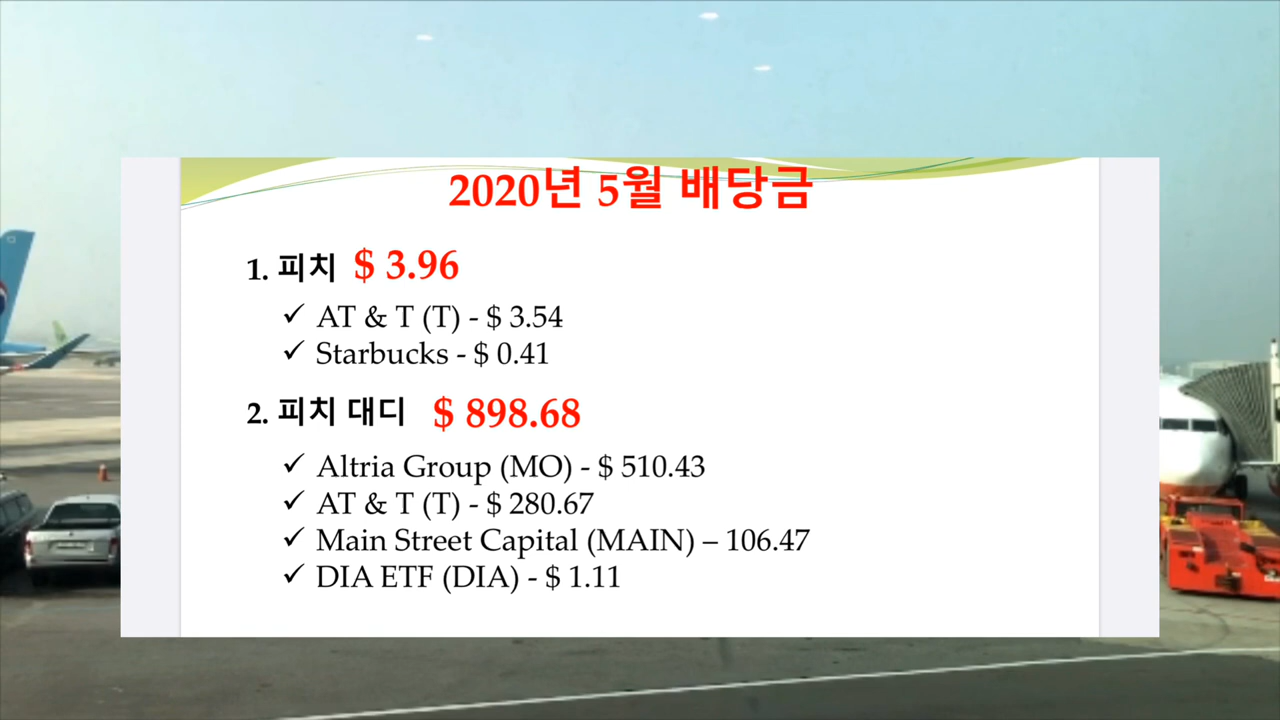 2020년 5월 배당금
1. 피치 $ 3.96
✓ AT & T (T) - $ 3.54
✓ Starbucks - $ 0.41
2. 피치 대디 $ 898.68
✓ Altria Group (MO) - $ 510.43
✓ AT & T (T) - $ 280.67
✓ Main Street Capital (MAIN) – 106.47
✓ DIA ETF (DIA) - $ 1.11